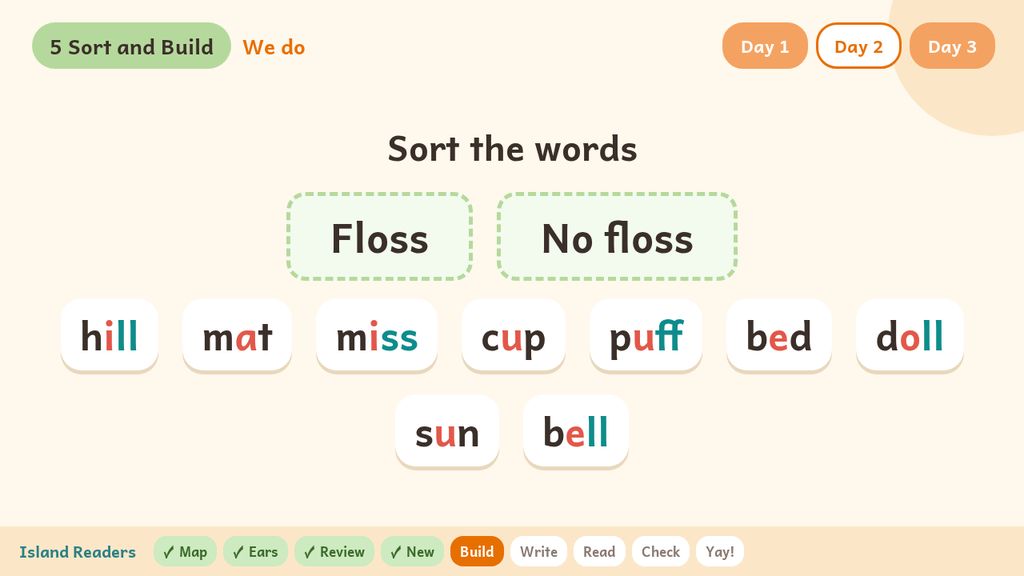 5 Sort and Build We do Day 1 Day 2 Day 3
Sort the words
Floss No floss
hill mat miss cup puff bed doll
sun bell
Island Readers ✓ Map ✓ Ears ✓ Review ✓ New Build Write Read Check Yay!